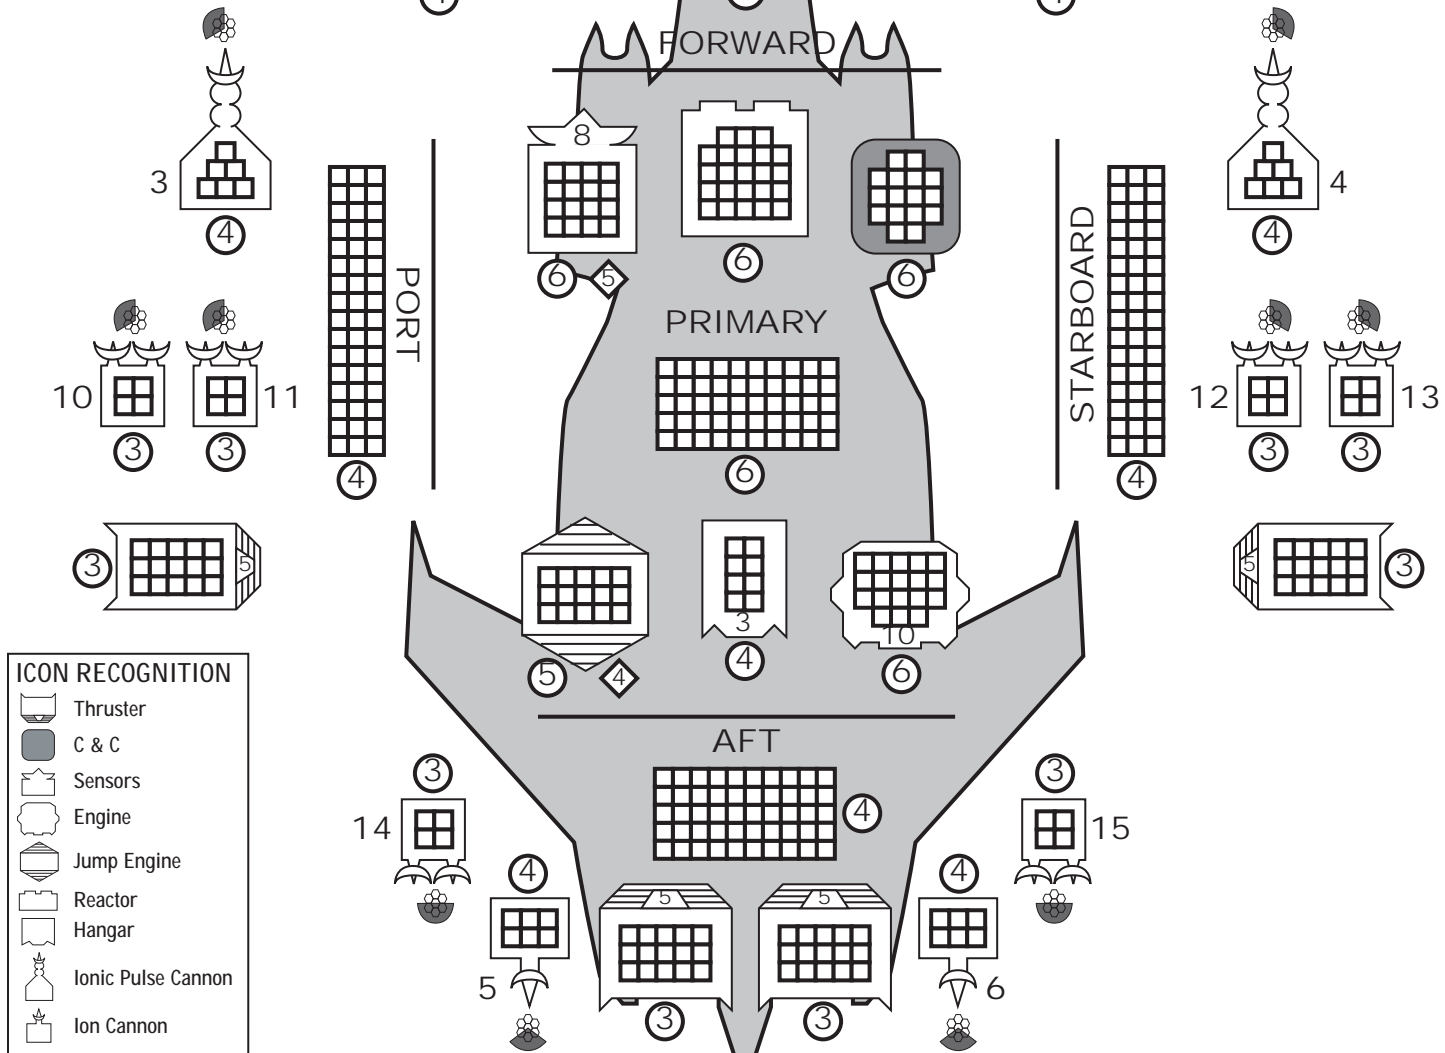 4 4
FORWARD
8
3 4
4 6 4
6 5 6
PORT
STARBOARD
PRIMARY
10 11 12 13
3 3 3 3
4 6 4
3 5 5 3
3 10
5 4 4 6
ICON RECOGNITION
Thruster
C & C
Sensors
Engine
Jump Engine
Reactor
Hangar
Ionic Pulse Cannon
Ion Cannon
AFT
3 3
14 4 15
4 4
5 5
5 6
3 3